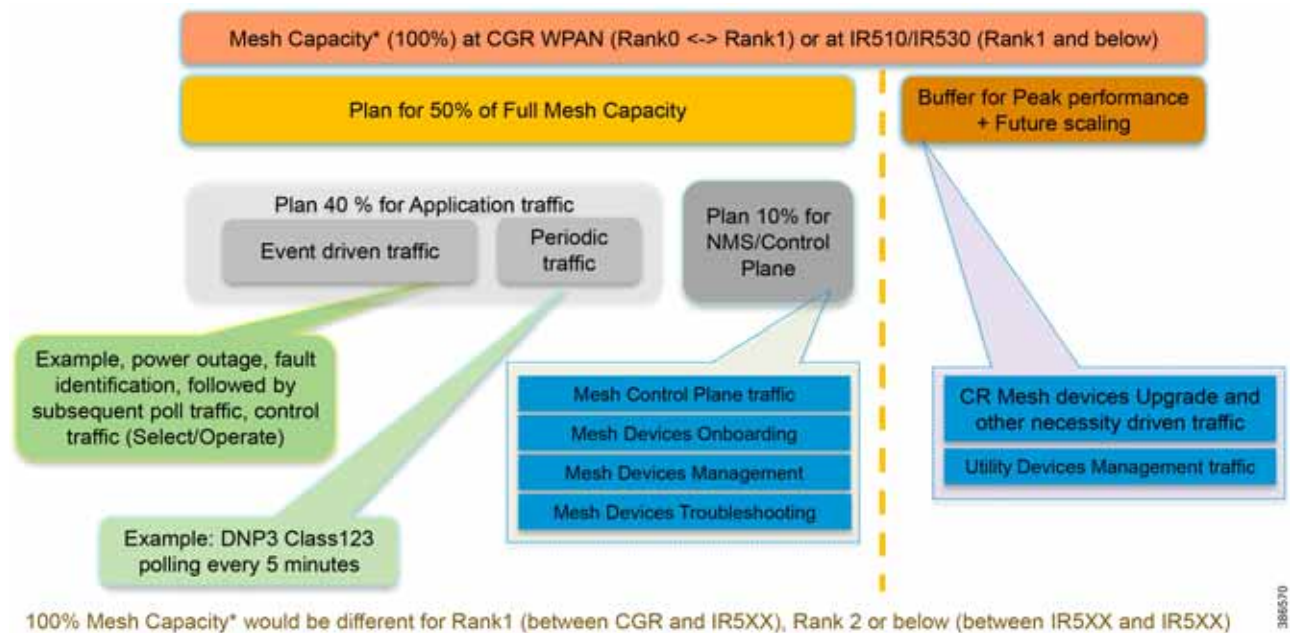 Mesh Capacity* (100%) at CGR WPAN (Rank0 <-> Rank1) or at IR510/IR530 (Rank1 and below)
Plan for 50% of Full Mesh Capacity
Buffer for Peak performance
+ Future scaling
Plan 40 % for Application traffic
Event driven traffic
Periodic
traffic
Plan 10% for
NMS/Control
Plane
Example, power outage, fault
identification, followed by
subsequent poll traffic, control
traffic (Select/Operate)
Example: DNP3 Class123
polling every 5 minutes
Mesh Control Plane traffic
Mesh Devices Onboarding
Mesh Devices Management
Mesh Devices Troubleshooting
CR Mesh devices Upgrade and
other necessity driven traffic
Utility Devices Management traffic
100% Mesh Capacity* would be different for Rank1 (between CGR and IR5XX), Rank 2 or below (between IR5XX and IR5XX)
386570